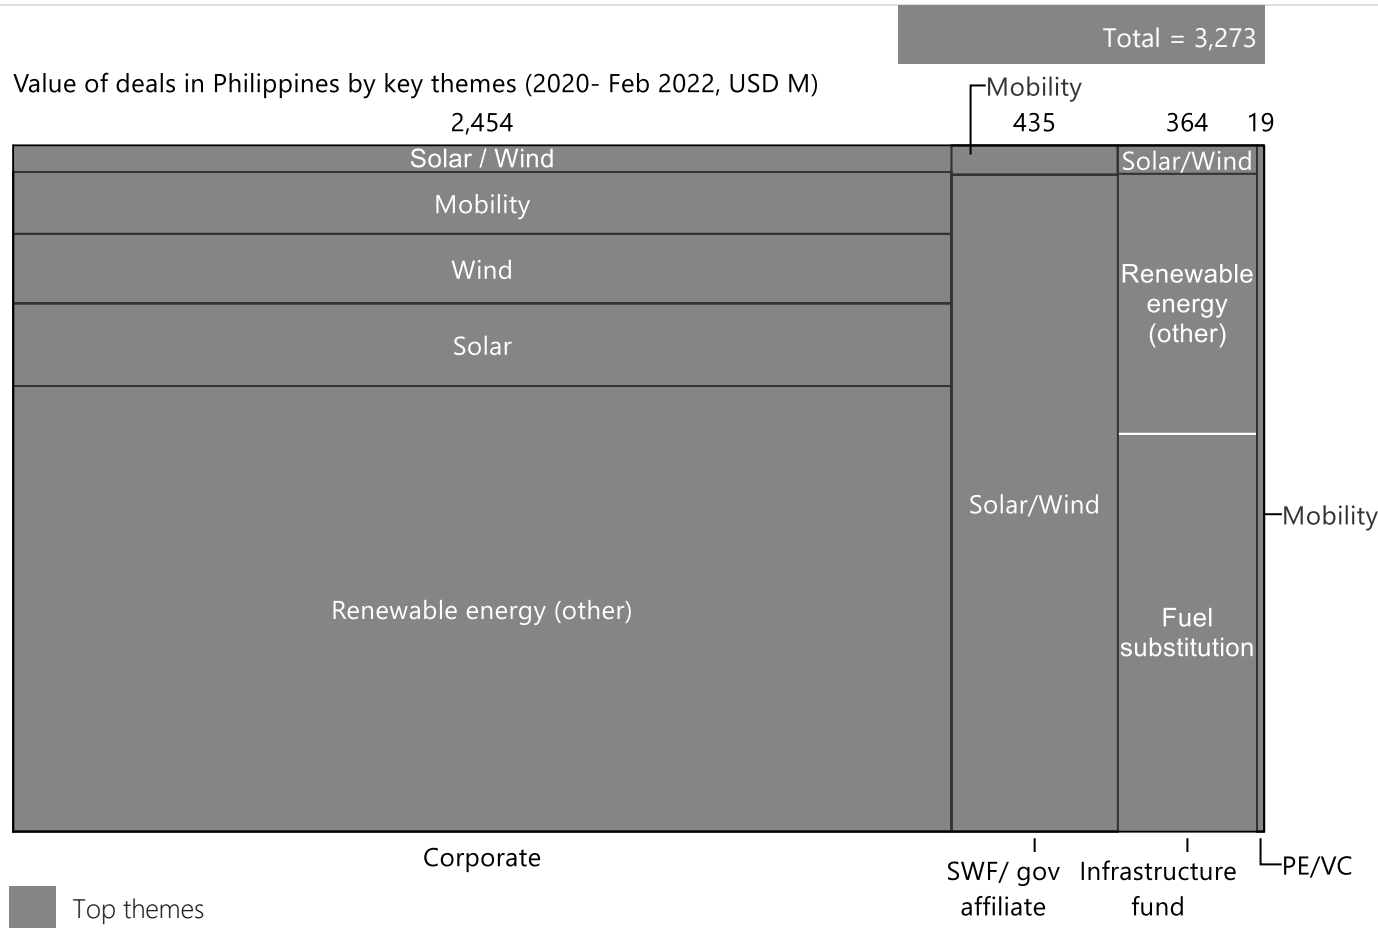 Total = 3,273
Value of deals in Philippines by key themes (2020- Feb 2022, USD M)
Mobility
2,454
435
364
19
Solar / Wind
Mobility
Wind
Solar
Renewable energy (other)
Solar/Wind
Solar/Wind
Renewable
energy
(other)
Fuel
substitution
Mobility
Corporate
SWF/ gov
affiliate
Infrastructure
fund
PE/VC
Top themes